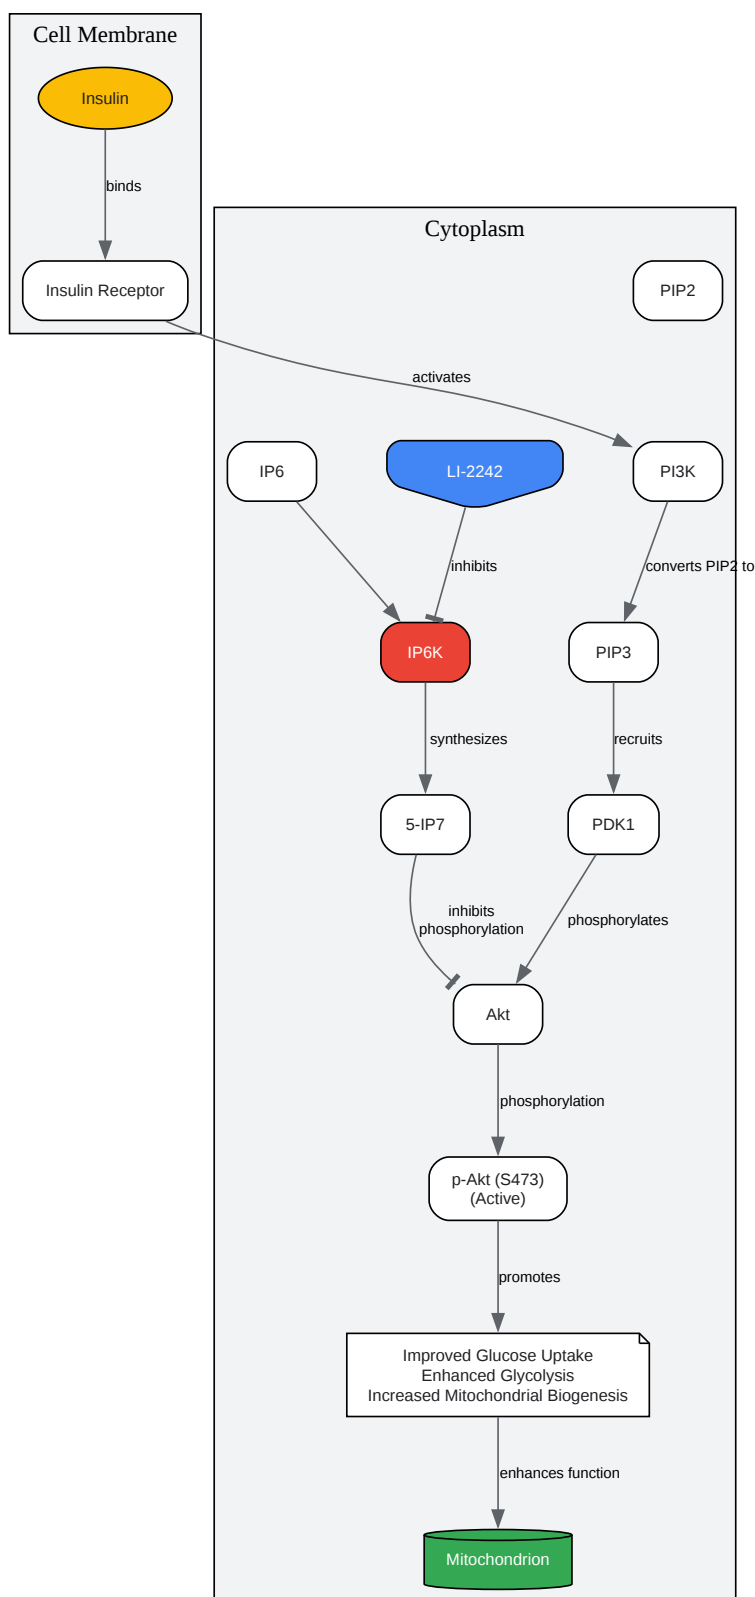 Cell Membrane
Insulin
binds
Insulin Receptor
Cytoplasm
PIP2
activates
IP6
LI-2242
PI3K
inhibits
converts PIP2 to
IP6K
PIP3
synthesizes
recruits
5-IP7
PDK1
inhibits
phosphorylation
phosphorylates
Akt
phosphorylation
p-Akt (S473)
(Active)
promotes
Improved Glucose Uptake
Enhanced Glycolysis
Increased Mitochondrial Biogenesis
enhances function
Mitochondrion